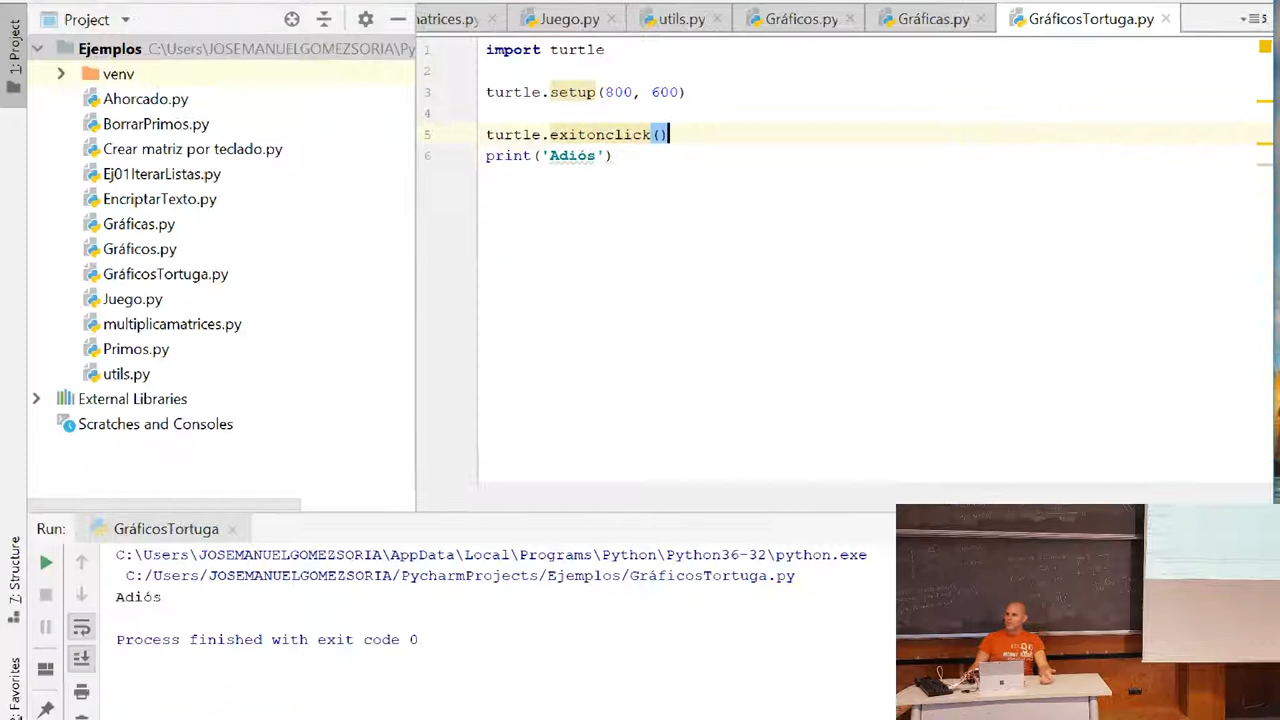 1: Project
Project
atrices.py
Juego.py
utils.py
Gráficos.py
Gráficas.py
GráficosTortuga.py
5
Ejemplos C:\Users\JOSEMANUELGOMEZSORIA\Py
venv
Ahorcado.py
BorrarPrimos.py
Crear matriz por teclado.py
Ej01IterarListas.py
EncriptarTexto.py
Gráficas.py
Gráficos.py
GráficosTortuga.py
Juego.py
multiplicamatrices.py
Primos.py
utils.py
External Libraries
Scratches and Consoles
1 import turtle
2
3 turtle.setup(800, 600)
4
5 turtle.exitonclick()
6 print('Adiós')
7: Structure
Favorites
Run: GráficosTortuga
C:\Users\JOSEMANUELGOMEZSORIA\AppData\Local\Programs\Python\Python36-32\python.exe
C:/Users/JOSEMANUELGOMEZSORIA/PycharmProjects/Ejemplos/GráficosTortuga.py
Adiós
Process finished with exit code 0